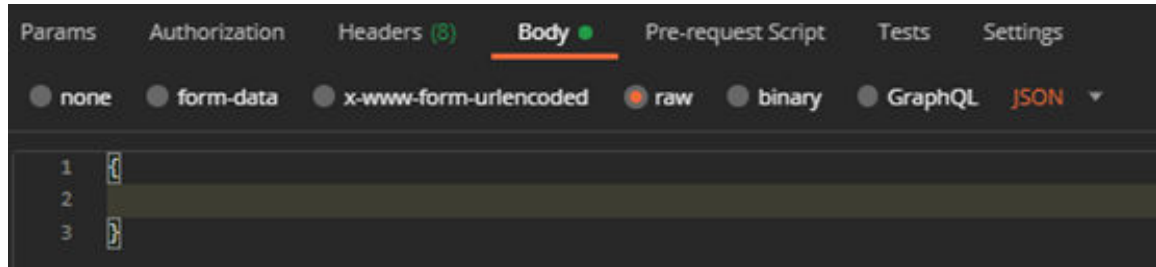 Params Authorization Headers (8) Body Pre-request Script Tests Settings
none form-data x-www-form-urlencoded raw binary GraphQL JSON
1 {
2
3 }